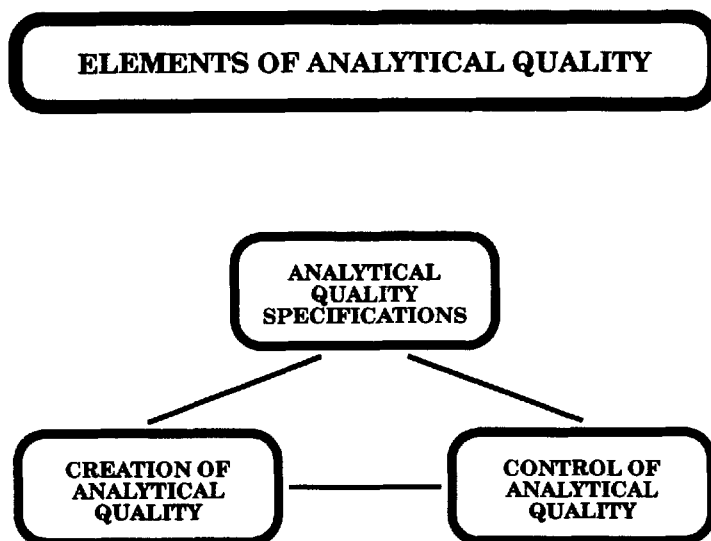 ELEMENTS OF ANALYTICAL QUALITY
ANALYTICAL
QUALITY
SPECIFICATIONS
CREATION OF
ANALYTICAL
QUALITY
CONTROL OF
ANALYTICAL
QUALITY